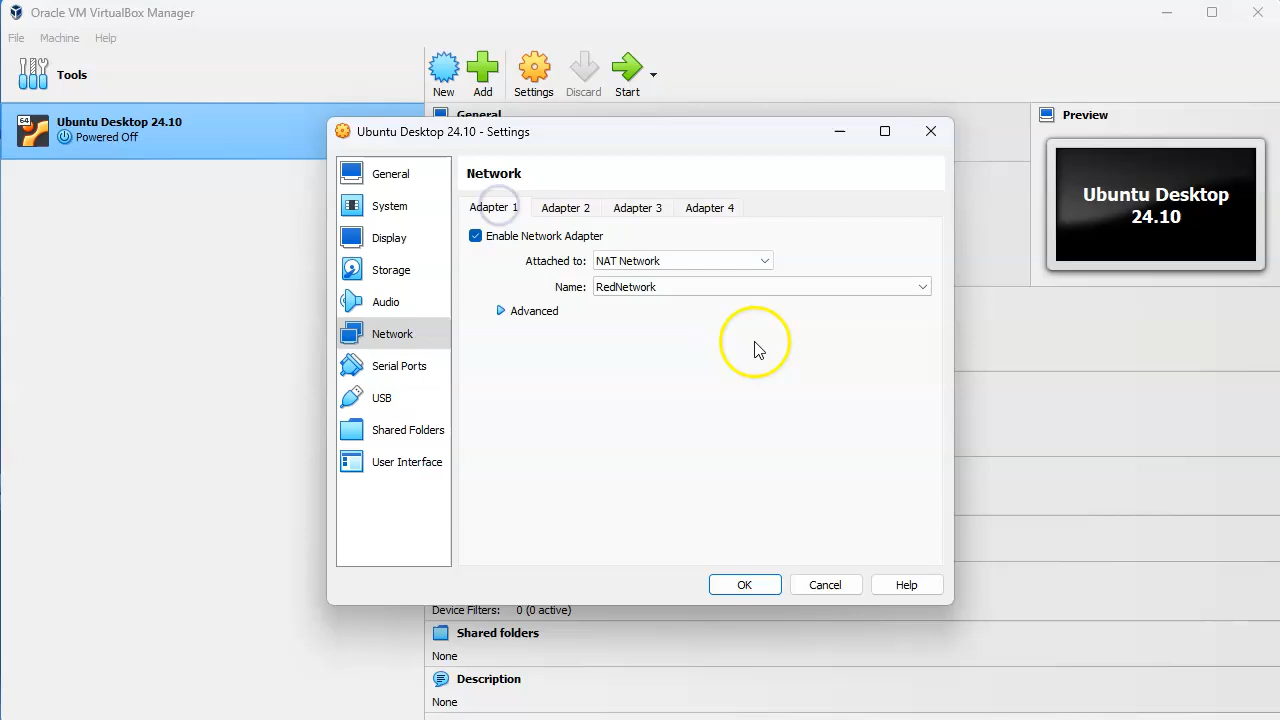 Oracle VM VirtualBox Manager
File Machine Help
Tools
New Add Settings Discard Start
64 Ubuntu Desktop 24.10
Powered Off
General
Preview
Ubuntu Desktop
24.10
Ubuntu Desktop 24.10 - Settings
General
System
Display
Storage
Audio
Network
Serial Ports
USB
Shared Folders
User Interface
Network
Adapter 1 Adapter 2 Adapter 3 Adapter 4
Enable Network Adapter
Attached to: NAT Network
Name: RedNetwork
Advanced
OK Cancel Help
Device Filters: 0 (0 active)
Shared folders
None
Description
None